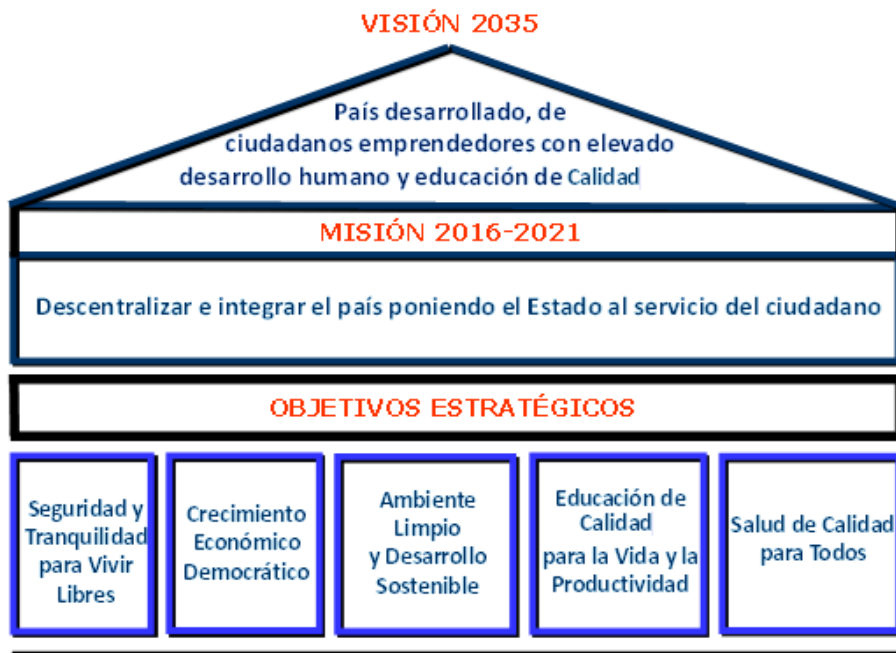 VISIÓN 2035
País desarrollado, de
ciudadanos emprendedores con elevado
desarrollo humano y educación de Calidad
MISIÓN 2016-2021
Descentralizar e integrar el país poniendo el Estado al servicio del ciudadano
OBJETIVOS ESTRATÉGICOS
Seguridad y
Tranquilidad
para Vivir
Libres
Crecimiento
Económico
Democrático
Ambiente
Limpio
y Desarrollo
Sostenible
Educación de
Calidad
para la Vida y la
Productividad
Salud de Calidad
para Todos